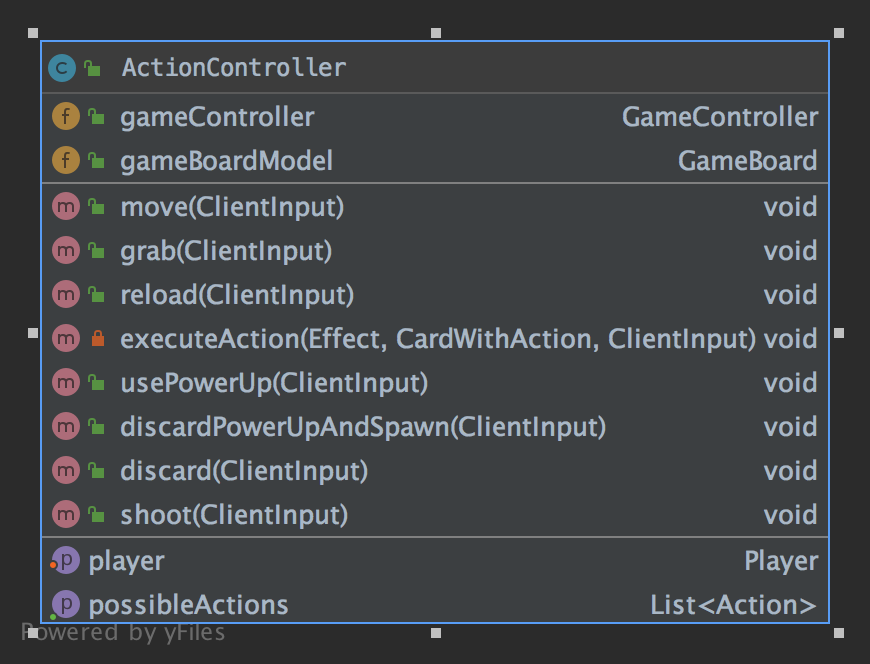 C ActionController
f gameController GameController
f gameBoardModel GameBoard
m move(ClientInput) void
m grab(ClientInput) void
m reload(ClientInput) void
m executeAction(Effect, CardWithAction, ClientInput) void
m usePowerUp(ClientInput) void
m discardPowerUpAndSpawn(ClientInput) void
m discard(ClientInput) void
m shoot(ClientInput) void
p player Player
p possibleActions List<Action>
Powered by yFiles